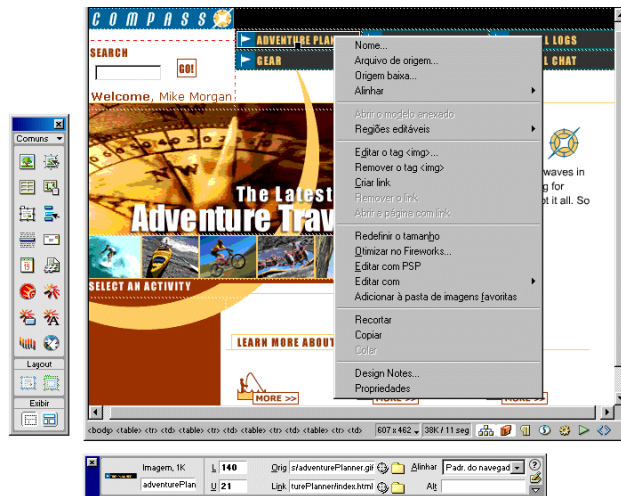 COMPASS
ADVENTURE PLAN
L LOGS
GEAR
L CHAT
SEARCH
GO!
Welcome, Mike Morgan
The Latest
Adventure Trav
waves in
g for
t it all. So
SELECT AN ACTIVITY
LEARN MORE ABOUT
MORE >>
MORE >>
Nome...
Arquivo de origem...
Origem baixa...
Alinhar
Abrir o modelo anexado
Regiões editáveis
Editar o tag <img>...
Remover o tag <img>
Criar link
Remover o link
Abrir a página com link
Redefinir o tamanho
Otimizar no Fireworks...
Editar com PSP
Editar com
Adicionar à pasta de imagens favoritas
Recortar
Copiar
Colar
Design Notes...
Propriedades
Comuns
Layout
Exibir
<body> <table> <tr> <td> <table> <tr> <td> <table> <tr> <td> <table> <tr> <td>
607 x 462
38K / 11 seg
Imagem, 1K
L 140
Orig s/adventurePlanner.gif
Alinhar Padr. do navegad
adventurePlan
U 21
Link turePlanner/index.html
Alt